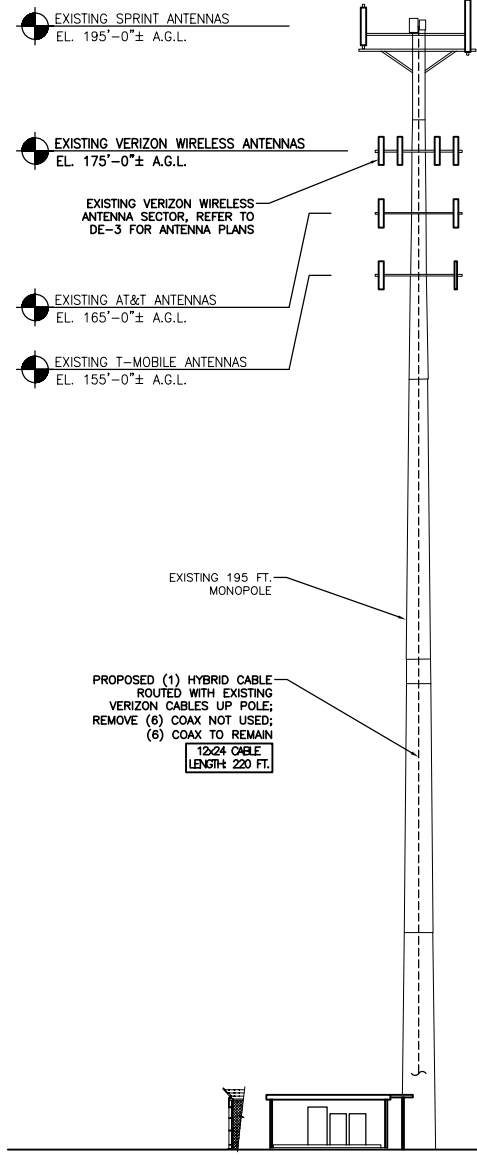 EXISTING SPRINT ANTENNAS
EL. 195'-0"± A.G.L.
EXISTING VERIZON WIRELESS ANTENNAS
EL. 175'-0"± A.G.L.
EXISTING VERIZON WIRELESS
ANTENNA SECTOR, REFER TO
DE-3 FOR ANTENNA PLANS
EXISTING AT&T ANTENNAS
EL. 165'-0"± A.G.L.
EXISTING T-MOBILE ANTENNAS
EL. 155'-0"± A.G.L.
EXISTING 195 FT.
MONOPOLE
PROPOSED (1) HYBRID CABLE
ROUTED WITH EXISTING
VERIZON CABLES UP POLE;
REMOVE (6) COAX NOT USED;
(6) COAX TO REMAIN
12x24 CABLE
LENGTH: 220 FT.